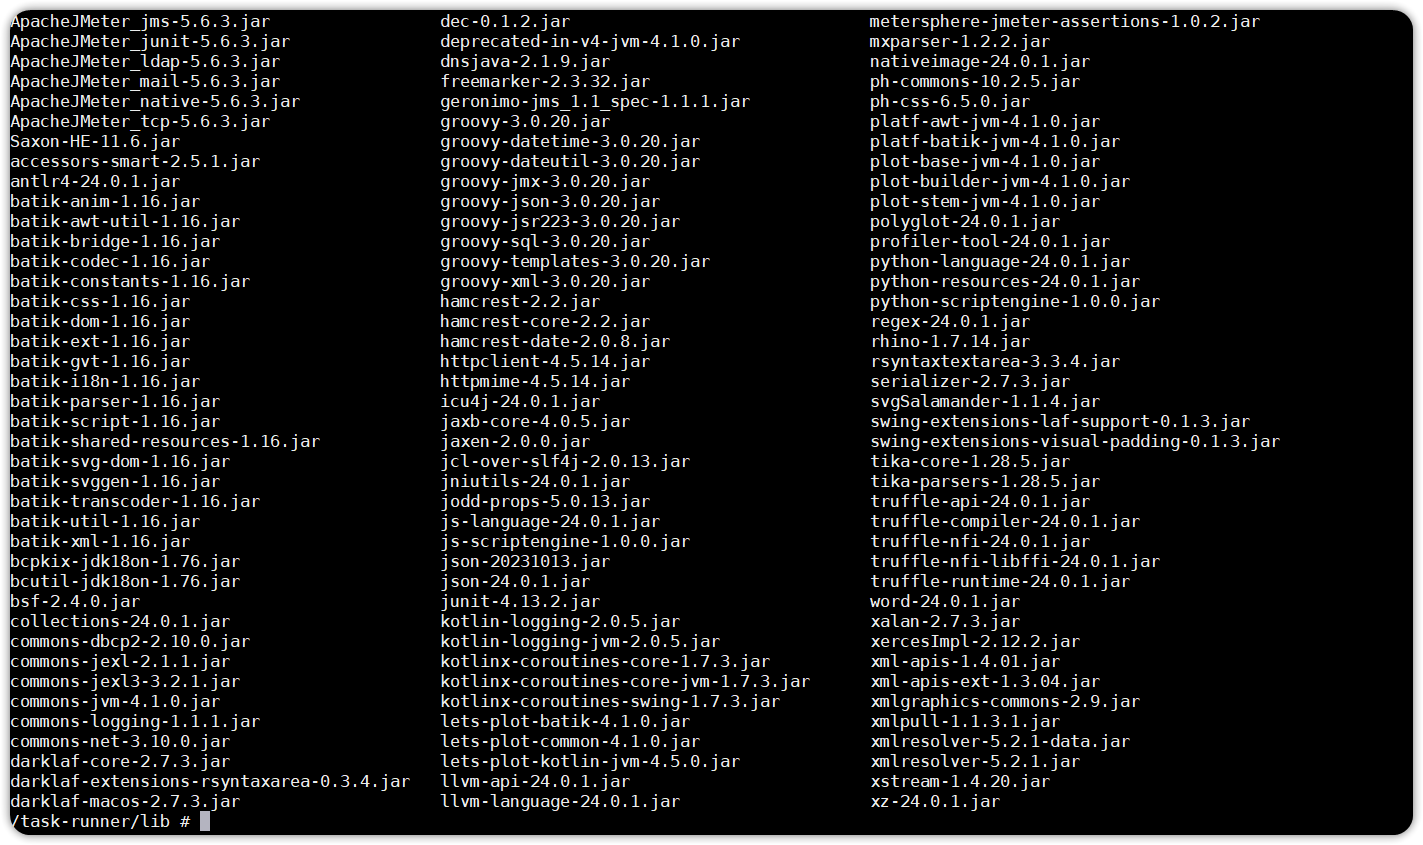 ApacheJMeter_jms-5.6.3.jar dec-0.1.2.jar metersphere-jmeter-assertions-1.0.2.jar
ApacheJMeter_junit-5.6.3.jar deprecated-in-v4-jvm-4.1.0.jar mxparser-1.2.2.jar
ApacheJMeter_ldap-5.6.3.jar dnsjava-2.1.9.jar nativeimage-24.0.1.jar
ApacheJMeter_mail-5.6.3.jar freemarker-2.3.32.jar ph-commons-10.2.5.jar
ApacheJMeter_native-5.6.3.jar geronimo-jms_1.1_spec-1.1.1.jar ph-css-6.5.0.jar
ApacheJMeter_tcp-5.6.3.jar groovy-3.0.20.jar platf-awt-jvm-4.1.0.jar
Saxon-HE-11.6.jar groovy-datetime-3.0.20.jar platf-batik-jvm-4.1.0.jar
accessors-smart-2.5.1.jar groovy-dateutil-3.0.20.jar plot-base-jvm-4.1.0.jar
antlr4-24.0.1.jar groovy-jmx-3.0.20.jar plot-builder-jvm-4.1.0.jar
batik-anim-1.16.jar groovy-json-3.0.20.jar plot-stem-jvm-4.1.0.jar
batik-awt-util-1.16.jar groovy-jsr223-3.0.20.jar polyglot-24.0.1.jar
batik-bridge-1.16.jar groovy-sql-3.0.20.jar profiler-tool-24.0.1.jar
batik-codec-1.16.jar groovy-templates-3.0.20.jar python-language-24.0.1.jar
batik-constants-1.16.jar groovy-xml-3.0.20.jar python-resources-24.0.1.jar
batik-css-1.16.jar hamcrest-2.2.jar python-scriptengine-1.0.0.jar
batik-dom-1.16.jar hamcrest-core-2.2.jar regex-24.0.1.jar
batik-ext-1.16.jar hamcrest-date-2.0.8.jar rhino-1.7.14.jar
batik-gvt-1.16.jar httpclient-4.5.14.jar rsyntaxtextarea-3.3.4.jar
batik-i18n-1.16.jar httpmime-4.5.14.jar serializer-2.7.3.jar
batik-parser-1.16.jar icu4j-24.0.1.jar svgSalamander-1.1.4.jar
batik-script-1.16.jar jaxb-core-4.0.5.jar swing-extensions-laf-support-0.1.3.jar
batik-shared-resources-1.16.jar jaxen-2.0.0.jar swing-extensions-visual-padding-0.1.3.jar
batik-svg-dom-1.16.jar jcl-over-slf4j-2.0.13.jar tika-core-1.28.5.jar
batik-svggen-1.16.jar jniutils-24.0.1.jar tika-parsers-1.28.5.jar
batik-transcoder-1.16.jar jodd-props-5.0.13.jar truffle-api-24.0.1.jar
batik-util-1.16.jar js-language-24.0.1.jar truffle-compiler-24.0.1.jar
batik-xml-1.16.jar js-scriptengine-1.0.0.jar truffle-nfi-24.0.1.jar
bcpkix-jdk18on-1.76.jar json-20231013.jar truffle-nfi-libffi-24.0.1.jar
bcutil-jdk18on-1.76.jar json-24.0.1.jar truffle-runtime-24.0.1.jar
bsf-2.4.0.jar junit-4.13.2.jar word-24.0.1.jar
collections-24.0.1.jar kotlin-logging-2.0.5.jar xalan-2.7.3.jar
commons-dbcp2-2.10.0.jar kotlin-logging-jvm-2.0.5.jar xercesImpl-2.12.2.jar
commons-jexl-2.1.1.jar kotlinx-coroutines-core-1.7.3.jar xml-apis-1.4.01.jar
commons-jexl3-3.2.1.jar kotlinx-coroutines-core-jvm-1.7.3.jar xml-apis-ext-1.3.04.jar
commons-jvm-4.1.0.jar kotlinx-coroutines-swing-1.7.3.jar xmlgraphics-commons-2.9.jar
commons-logging-1.1.1.jar lets-plot-batik-4.1.0.jar xmlpull-1.1.3.1.jar
commons-net-3.10.0.jar lets-plot-common-4.1.0.jar xmlresolver-5.2.1-data.jar
darklaf-core-2.7.3.jar lets-plot-kotlin-jvm-4.5.0.jar xmlresolver-5.2.1.jar
darklaf-extensions-rsyntaxarea-0.3.4.jar llvm-api-24.0.1.jar xstream-1.4.20.jar
darklaf-macos-2.7.3.jar llvm-language-24.0.1.jar xz-24.0.1.jar
/task-runner/lib #